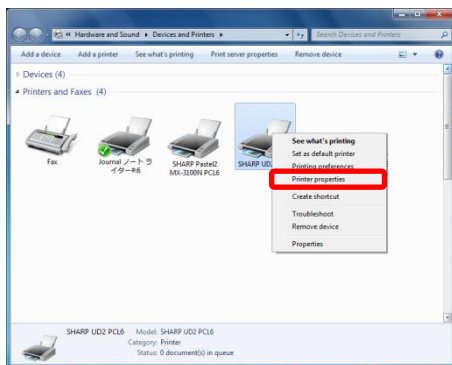 « Hardware and Sound ▸ Devices and Printers ▸
Search Devices and Printers
Add a device Add a printer See what's printing Print server properties Remove device
Devices (4)
Printers and Faxes (4)
Fax
Journal ノート ラ
イター#6
SHARP Pastel2
MX-3100N PCL6
SHARP UD2
See what's printing
Set as default printer
Printing preferences
Printer properties
Create shortcut
Troubleshoot
Remove device
Properties
SHARP UD2 PCL6 Model: SHARP UD2 PCL6
Category: Printer
Status: 0 document(s) in queue